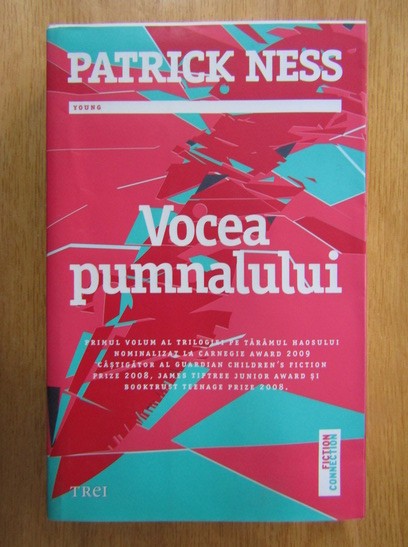 PATRICK NESS
YOUNG
Vocea
pumnalului
PRIMUL VOLUM AL TRILOGIEI PE TĂRÂMUL HAOSULUI
NOMINALIZAT LA CARNEGIE AWARD 2009
CÂȘTIGĂTOR AL GUARDIAN CHILDREN'S FICTION
PRIZE 2008, JAMES TIPTREE JUNIOR AWARD ȘI
BOOKTRUST TEENAGE PRIZE 2008.
FICTION
CONNECTION
TREI